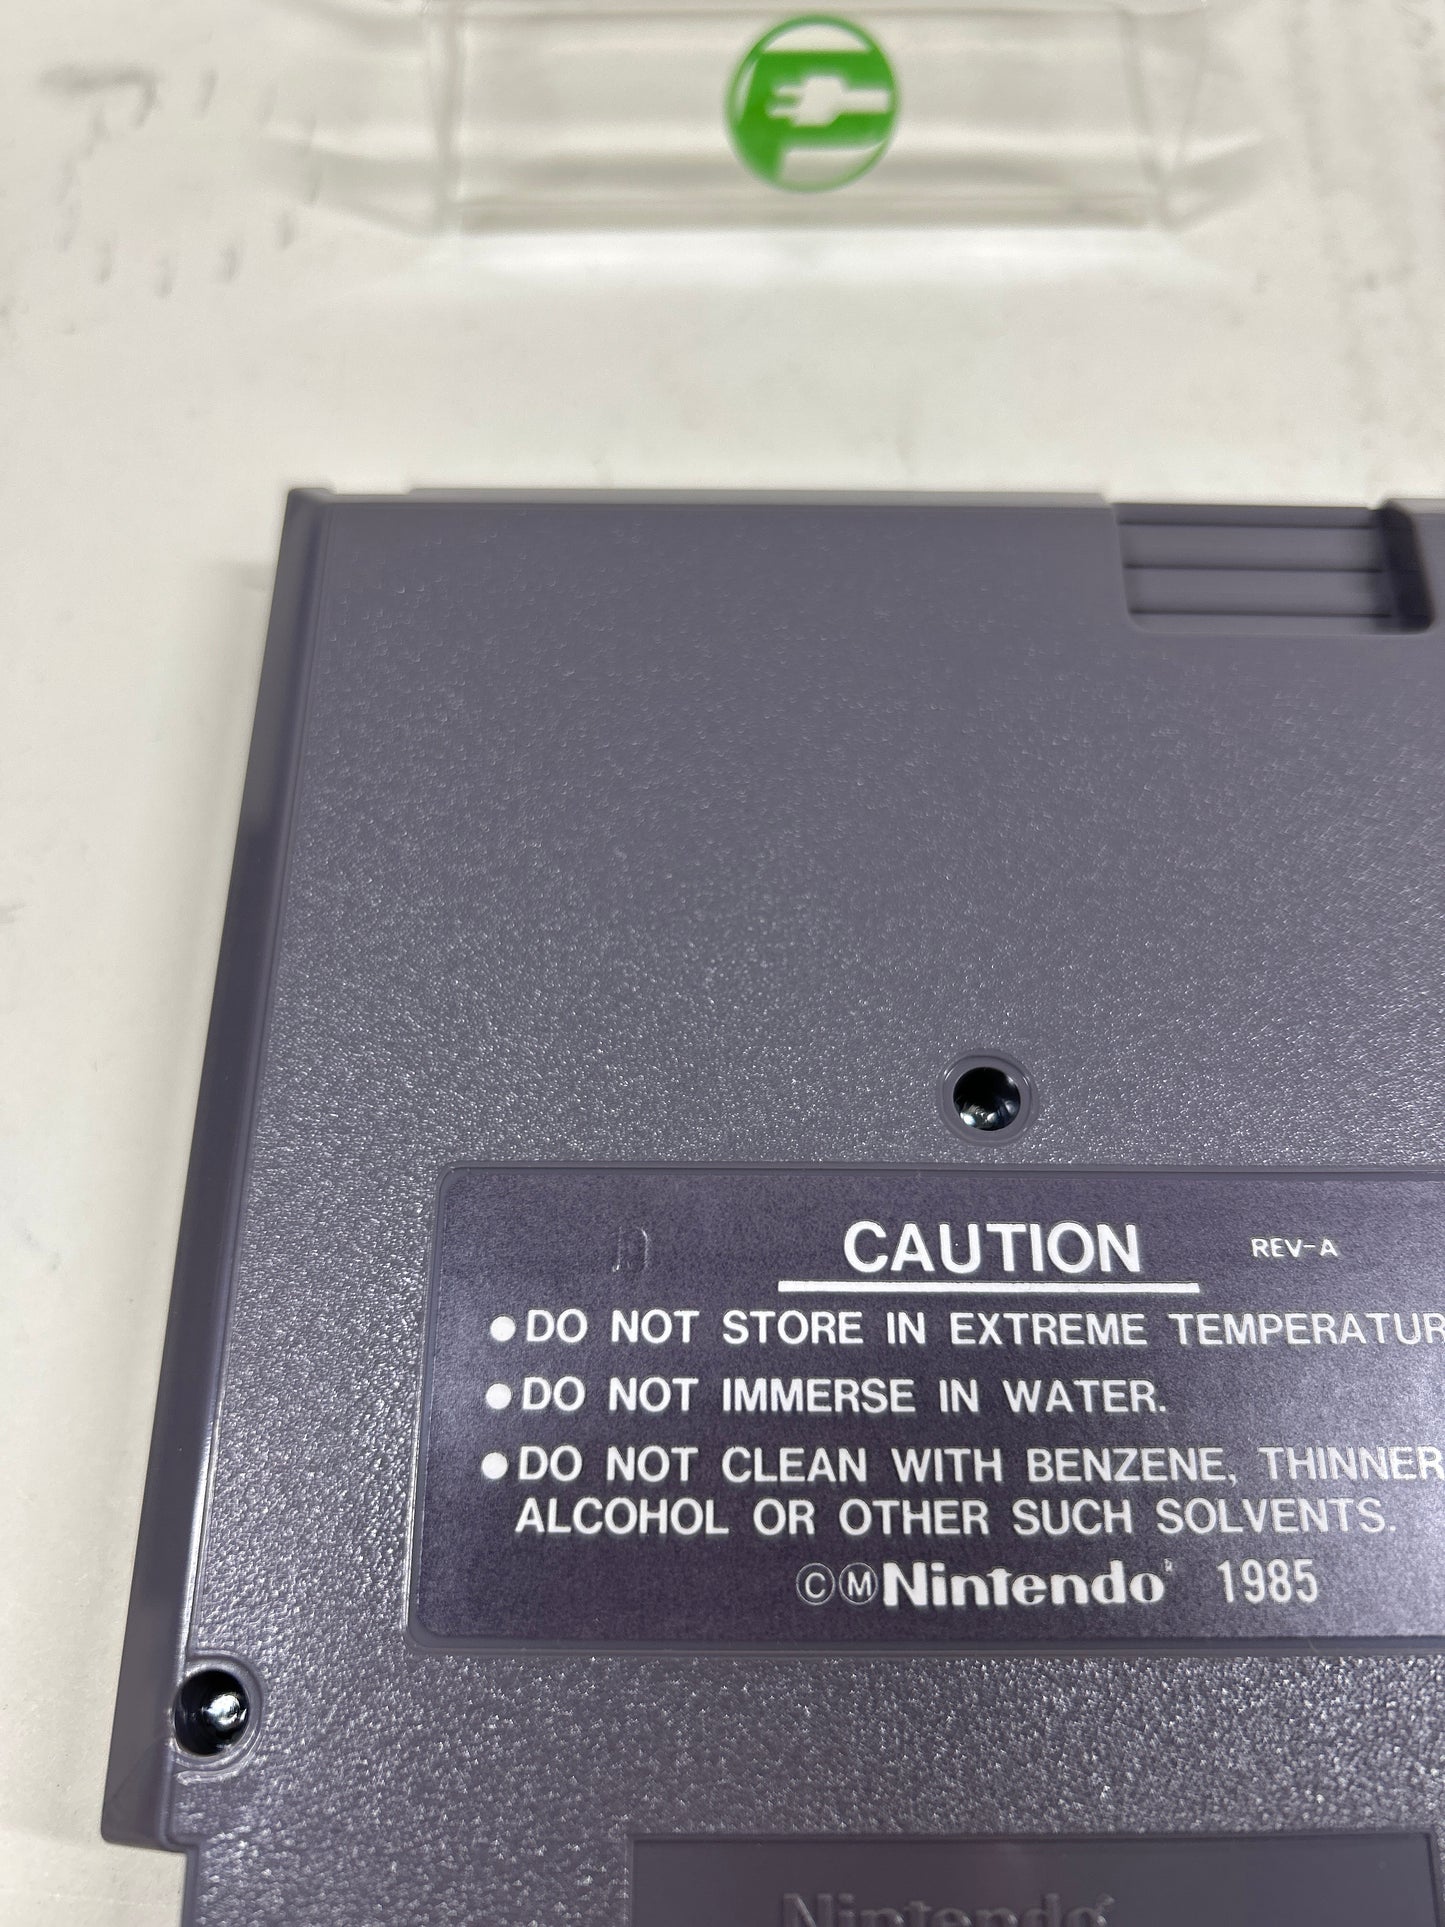 CAUTION REV-A
●DO NOT STORE IN EXTREME TEMPERATUR
●DO NOT IMMERSE IN WATER.
●DO NOT CLEAN WITH BENZENE, THINNER
ALCOHOL OR OTHER SUCH SOLVENTS.
©ⓂNintendo 1985
Nintendo